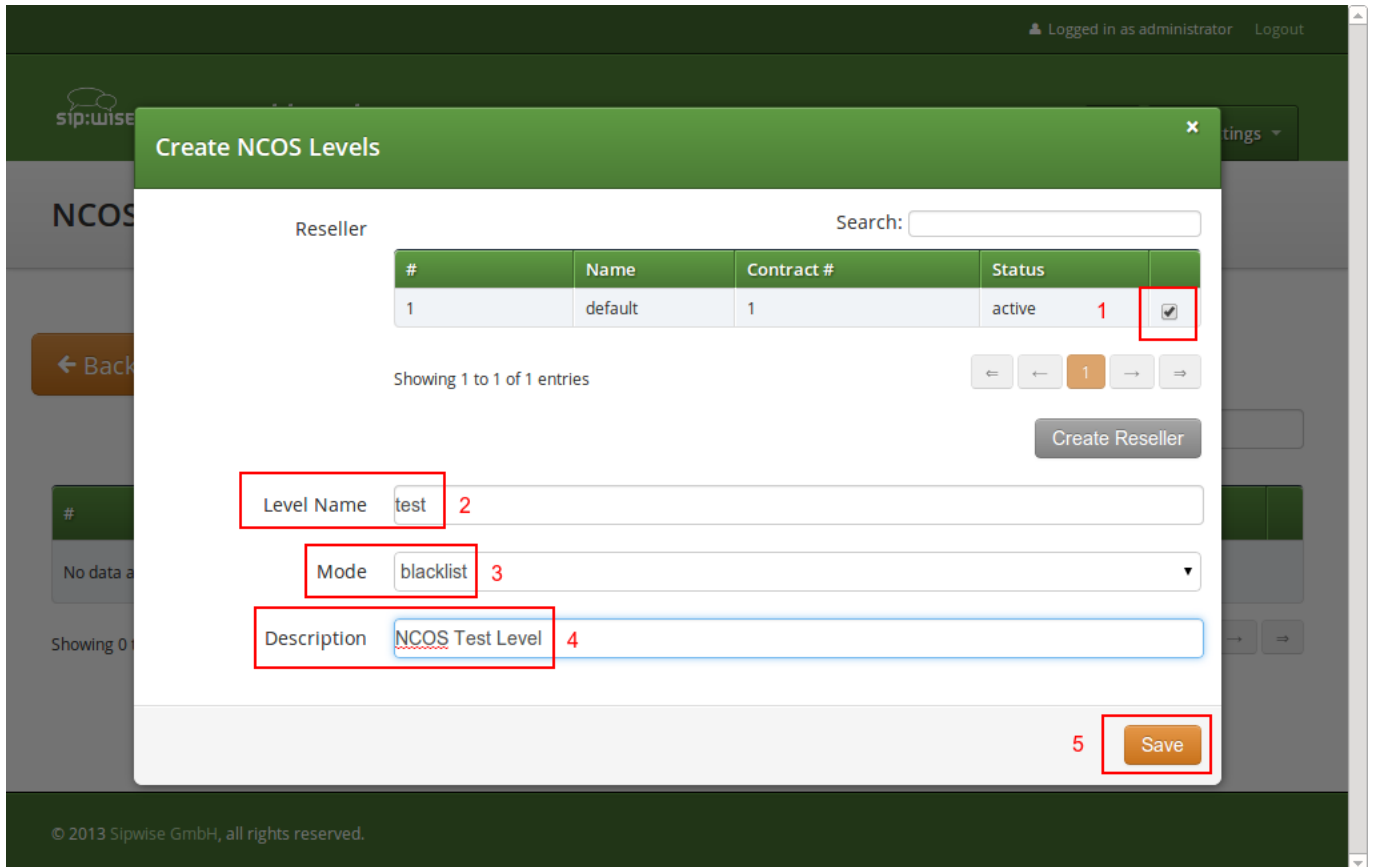 Logged in as administrator Logout
sip:wise
tings
Create NCOS Levels ×
NCOS
Reseller
Search:
# Name Contract # Status
1 default 1 active 1
← Back
Showing 1 to 1 of 1 entries
⇐ ← 1 → ⇒
Create Reseller
Level Name test 2
#
Mode blacklist 3
No data a
Description NCOS Test Level 4
Showing 0 → ⇒
5 Save
© 2013 Sipwise GmbH, all rights reserved.